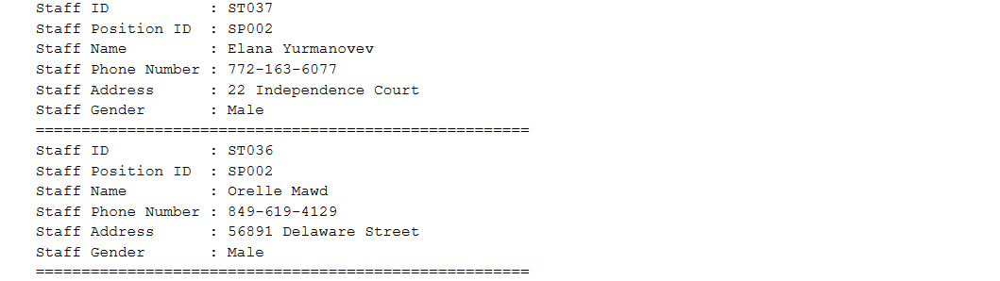 Staff ID           : ST037
Staff Position ID  : SP002
Staff Name         : Elana Yurmanovev
Staff Phone Number : 772-163-6077
Staff Address      : 22 Independence Court
Staff Gender       : Male
======================================================
Staff ID           : ST036
Staff Position ID  : SP002
Staff Name         : Orelle Mawd
Staff Phone Number : 849-619-4129
Staff Address      : 56891 Delaware Street
Staff Gender       : Male
======================================================